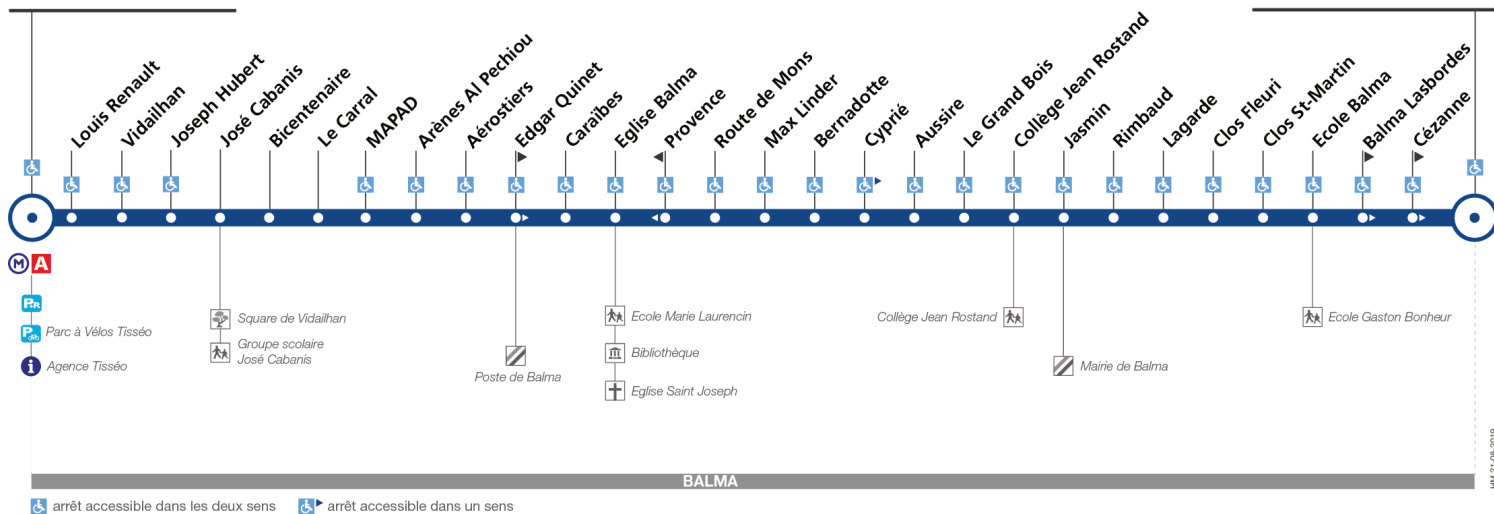 Louis Renault
Vidailhan
Joseph Hubert
José Cabanis
Bicentenaire
Le Carral
MAPAD
Arènes Al Pechiou
Aérostiers
Edgar Quinet
Caraïbes
Eglise Balma
Provence
Route de Mons
Max Linder
Bernadotte
Cyprié
Aussire
Le Grand Bois
Collège Jean Rostand
Jasmin
Rimbaud
Lagarde
Clos Fleuri
Clos St-Martin
Ecole Balma
Balma Lasbordes
Cézanne
M A
P+R
P
Parc à Vélos Tisséo
i
Agence Tisséo
Square de Vidailhan
Groupe scolaire
José Cabanis
Poste de Balma
Ecole Marie Laurencin
Bibliothèque
Eglise Saint Joseph
Collège Jean Rostand
Mairie de Balma
Ecole Gaston Bonheur
BALMA
HM 21-08-2019
arrêt accessible dans les deux sens
arrêt accessible dans un sens